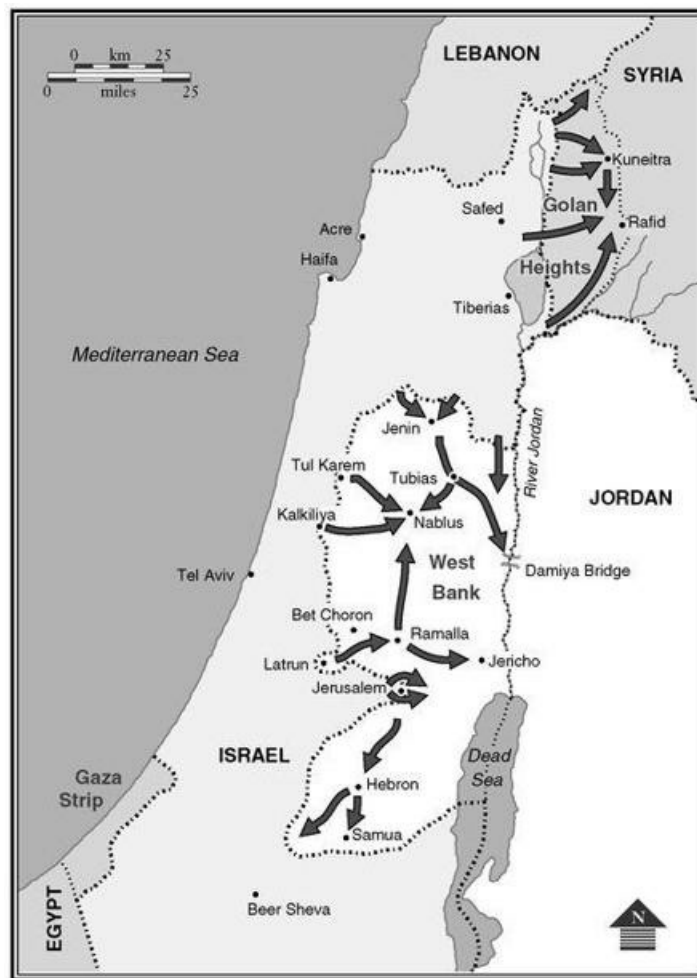 0 km 25
0 miles 25
LEBANON
SYRIA
Kuneitra
Golan
Safed
Rafid
Acre
Haifa
Heights
Tiberias
Mediterranean Sea
Jenin
River Jordan
Tul Karem
Tubias
JORDAN
Kalkiliya
Nablus
West
Bank
Tel Aviv
Damiya Bridge
Bet Choron
Ramalla
Latrun
Jericho
Jerusalem
ISRAEL
Dead
Sea
Gaza
Strip
Hebron
Samua
EGYPT
Beer Sheva
N